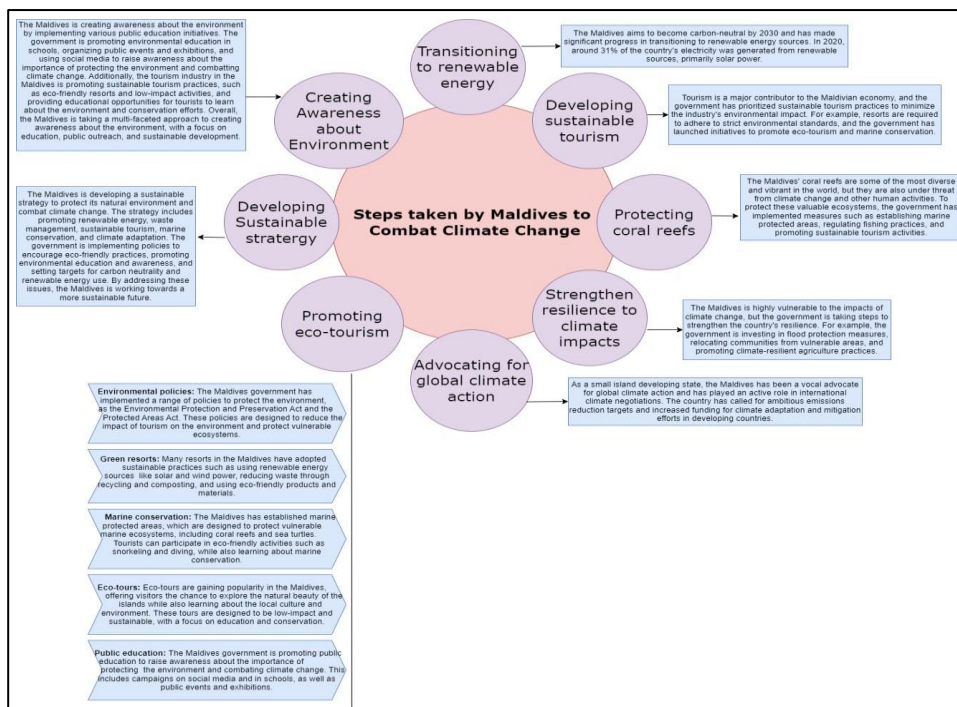 The Maldives is creating awareness about the environment
by implementing various public education initiatives. The
government is promoting environmental education in
schools, organizing public events and exhibitions, and
using social media to raise awareness about the
importance of protecting the environment and combatting
climate change. Additionally, the tourism industry in the
Maldives is promoting sustainable tourism practices, such
as eco-friendly resorts and low-impact activities, and
providing educational opportunities for tourists to learn
about the environment and conservation efforts. Overall,
the Maldives is taking a multi-faceted approach to creating
awareness about the environment, with a focus on
education, public outreach, and sustainable development.
Creating
Awareness about
Environment
Transitioning
to renewable
energy
The Maldives aims to become carbon-neutral by 2030 and has made
significant progress in transitioning to renewable energy sources. In 2020,
around 31% of the country's electricity was generated from renewable
sources, primarily solar power.
Developing
sustainable
tourism
Tourism is a major contributor to the Maldivian economy, and the
government has prioritized sustainable tourism practices to minimize
the industry's environmental impact. For example, resorts are required
to adhere to strict environmental standards, and the government has
launched initiatives to promote eco-tourism and marine conservation.
The Maldives is developing a sustainable
strategy to protect its natural environment and
combat climate change. The strategy includes
promoting renewable energy, waste
management, sustainable tourism, marine
conservation, and climate adaptation. The
government is implementing policies to
encourage eco-friendly practices, promoting
environmental education and awareness, and
setting targets for carbon neutrality and
renewable energy use. By addressing these
issues, the Maldives is working towards a
more sustainable future.
Developing
Sustainable
strartegy
Steps taken by Maldives to
Combat Climate Change
Protecting
coral reefs
The Maldives' coral reefs are some of the most diverse
and vibrant in the world, but they are also under threat
from climate change and other human activities. To
protect these valuable ecosystems, the government has
implemented measures such as establishing marine
protected areas, regulating fishing practices, and
promoting sustainable tourism activities.
Promoting
eco-tourism
Strengthen
resilience to
climate
impacts
The Maldives is highly vulnerable to the impacts of
climate change, but the government is taking steps to
strengthen the country's resilience. For example, the
government is investing in flood protection measures,
relocating communities from vulnerable areas, and
promoting climate-resilient agriculture practices.
Advocating for
global climate
action
As a small island developing state, the Maldives has been a vocal advocate
for global climate action and has played an active role in international
climate negotiations. The country has called for ambitious emissions
reduction targets and increased funding for climate adaptation and mitigation
efforts in developing countries.
Environmental policies: The Maldives government has
implemented a range of policies to protect the environment,
as the Environmental Protection and Preservation Act and the
Protected Areas Act. These policies are designed to reduce the
impact of tourism on the environment and protect vulnerable
ecosystems.
Green resorts: Many resorts in the Maldives have adopted
sustainable practices such as using renewable energy
sources like solar and wind power, reducing waste through
recycling and composting, and using eco-friendly products and
materials.
Marine conservation: The Maldives has established marine
protected areas, which are designed to protect vulnerable
marine ecosystems, including coral reefs and sea turtles.
Tourists can participate in eco-friendly activities such as
snorkeling and diving, while also learning about marine
conservation.
Eco-tours: Eco-tours are gaining popularity in the Maldives,
offering visitors the chance to explore the natural beauty of the
islands while also learning about the local culture and
environment. These tours are designed to be low-impact and
sustainable, with a focus on education and conservation.
Public education: The Maldives government is promoting public
education to raise awareness about the importance of
protecting the environment and combating climate change. This
includes campaigns on social media and in schools, as well as
public events and exhibitions.